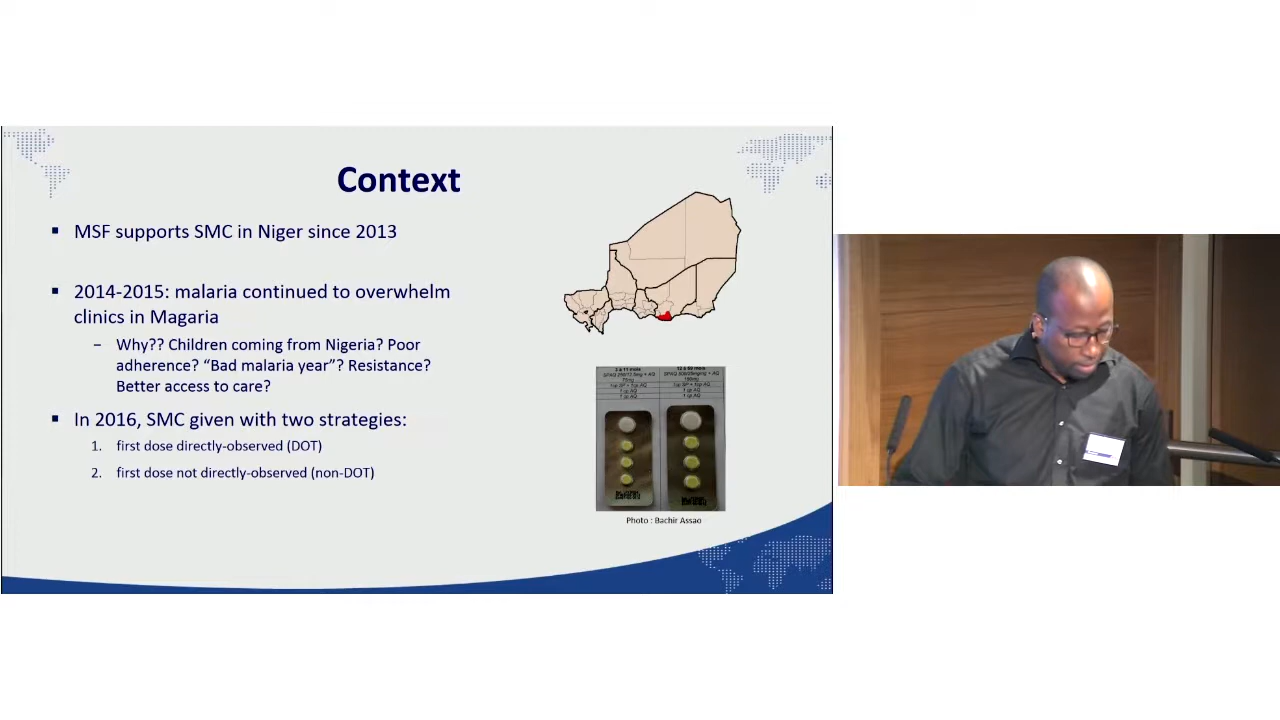 Context
▪ MSF supports SMC in Niger since 2013
▪ 2014-2015: malaria continued to overwhelm
clinics in Magaria
– Why?? Children coming from Nigeria? Poor
adherence? “Bad malaria year”? Resistance?
Better access to care?
▪ In 2016, SMC given with two strategies:
1. first dose directly-observed (DOT)
2. first dose not directly-observed (non-DOT)
Photo : Bachir Assao